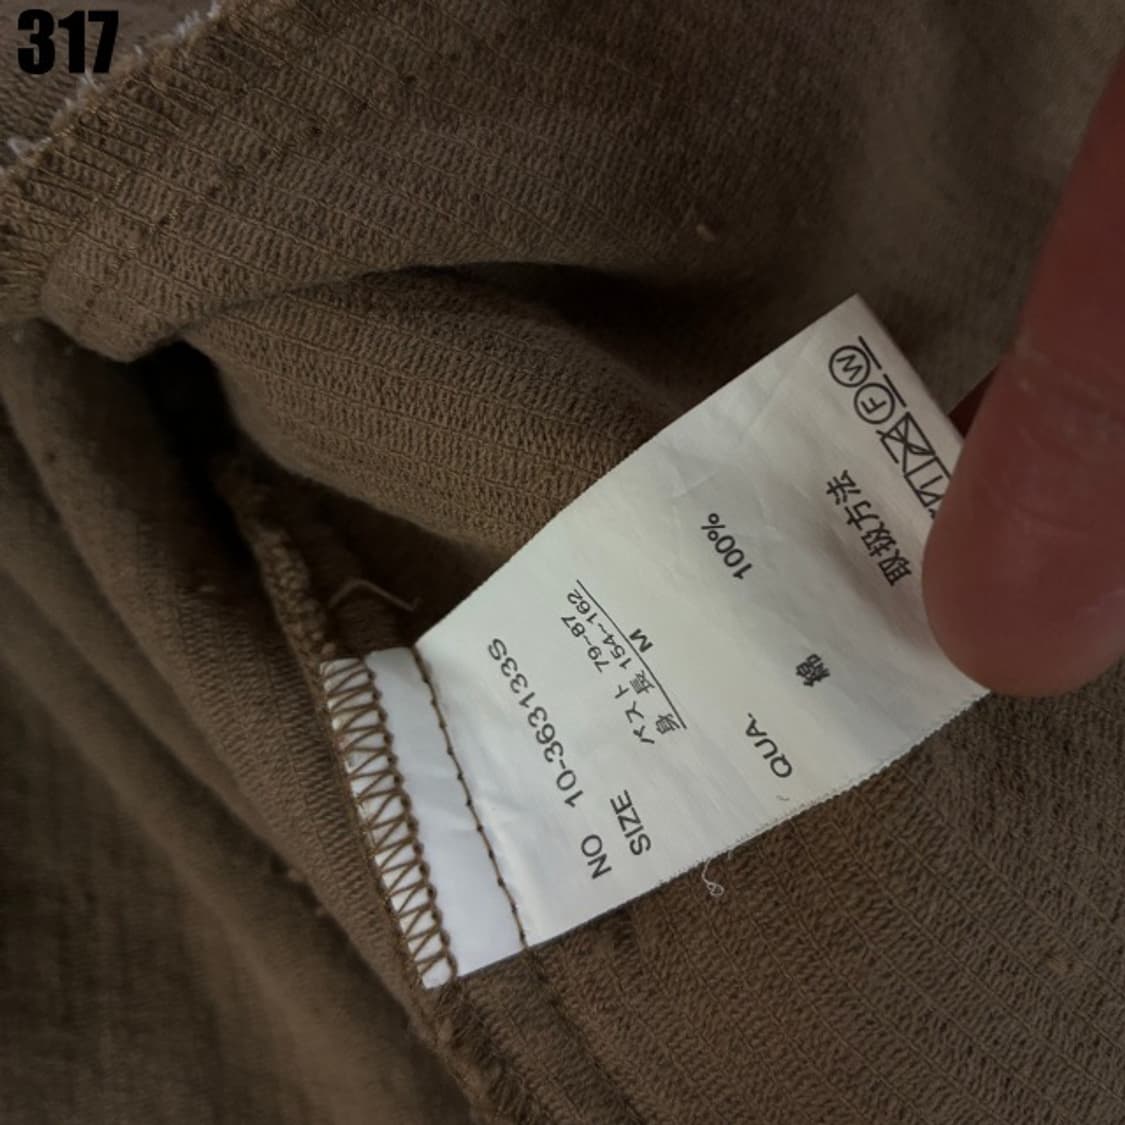 317
NO 10-363133S
SIZE
バスト 79~87
身長 154~162
M
QUA.
綿 100%
取扱方法
W
F